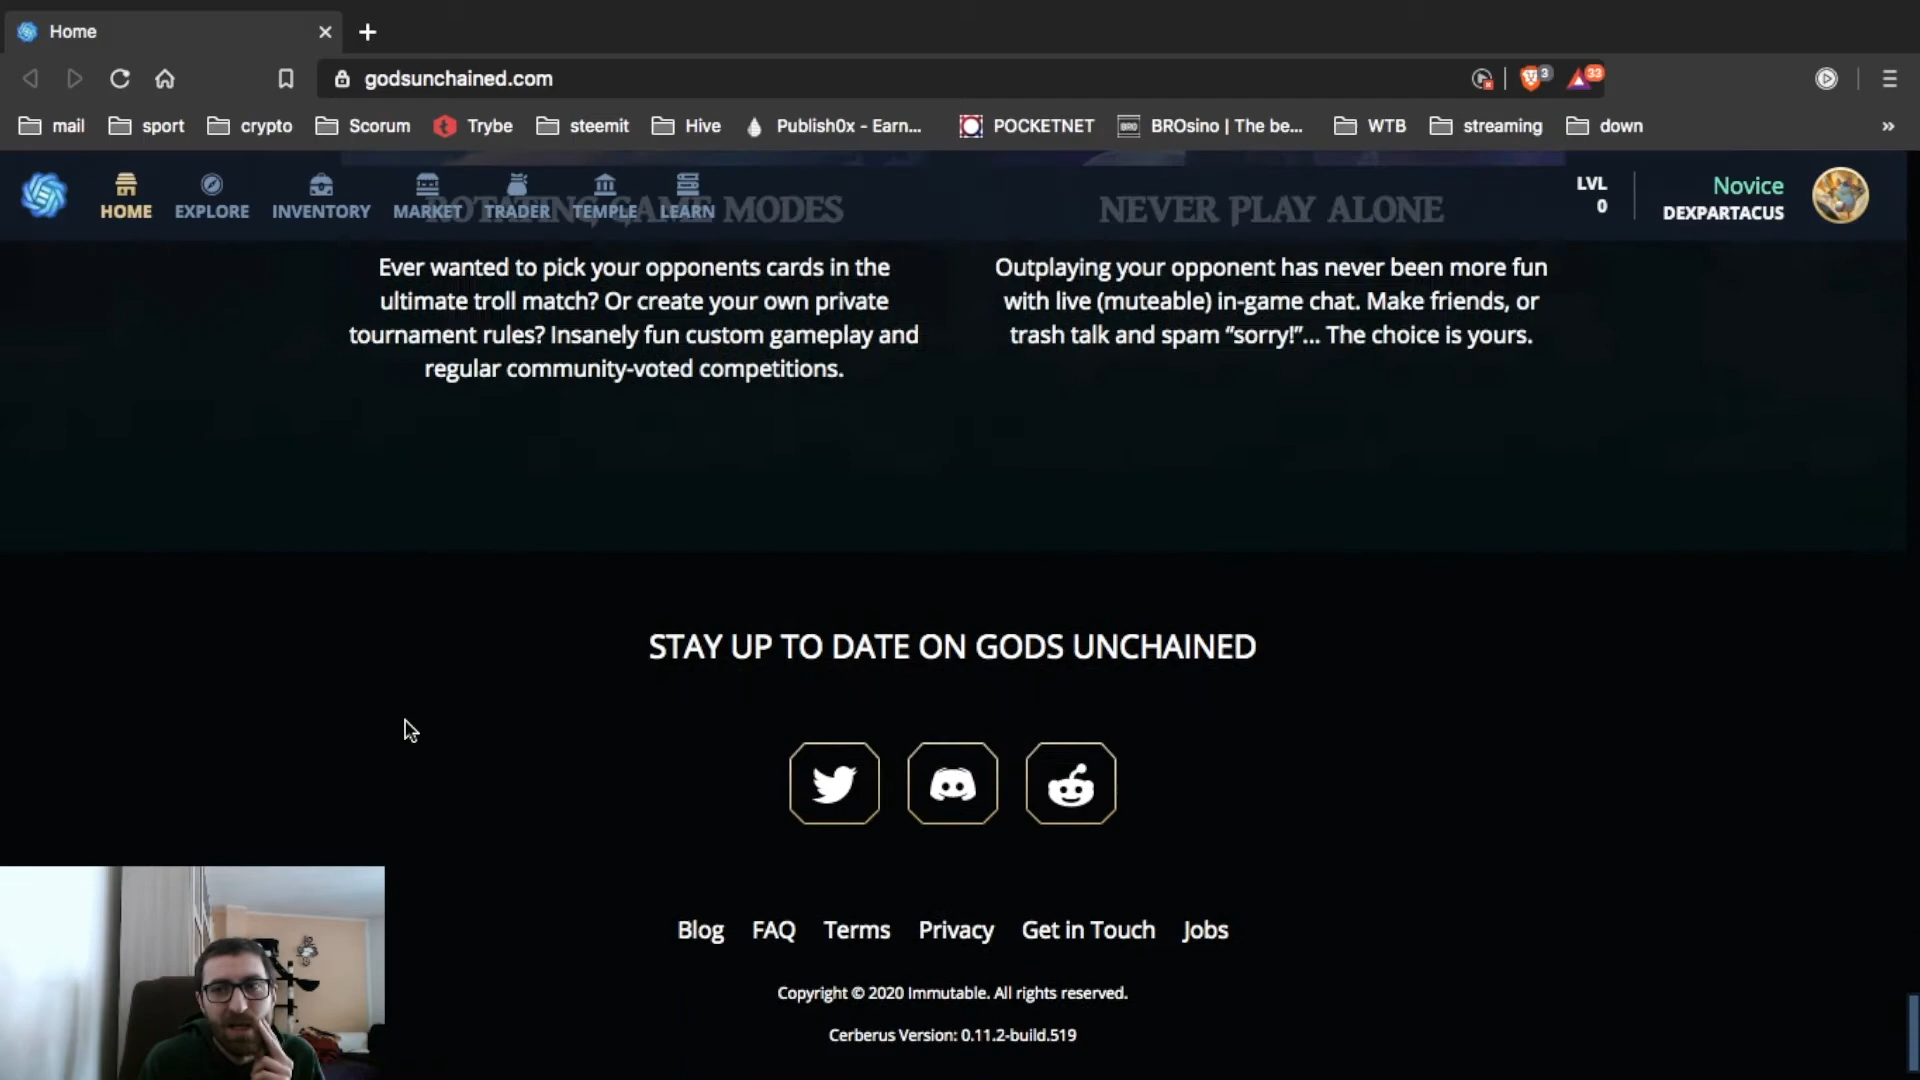 Home
godsunchained.com
3
33
mail sport crypto Scorum Trybe steemit Hive Publish0x - Earn... POCKETNET BRO BROsino | The be... WTB streaming down »
HOME EXPLORE INVENTORY MARKET TRADER TEMPLE LEARN
LVL
0
Novice
DEXPARTACUS
ROTATING GAME MODES
Ever wanted to pick your opponents cards in the
ultimate troll match? Or create your own private
tournament rules? Insanely fun custom gameplay and
regular community-voted competitions.
NEVER PLAY ALONE
Outplaying your opponent has never been more fun
with live (muteable) in-game chat. Make friends, or
trash talk and spam “sorry!”... The choice is yours.
STAY UP TO DATE ON GODS UNCHAINED
Blog FAQ Terms Privacy Get in Touch Jobs
Copyright © 2020 Immutable. All rights reserved.
Cerberus Version: 0.11.2-build.519